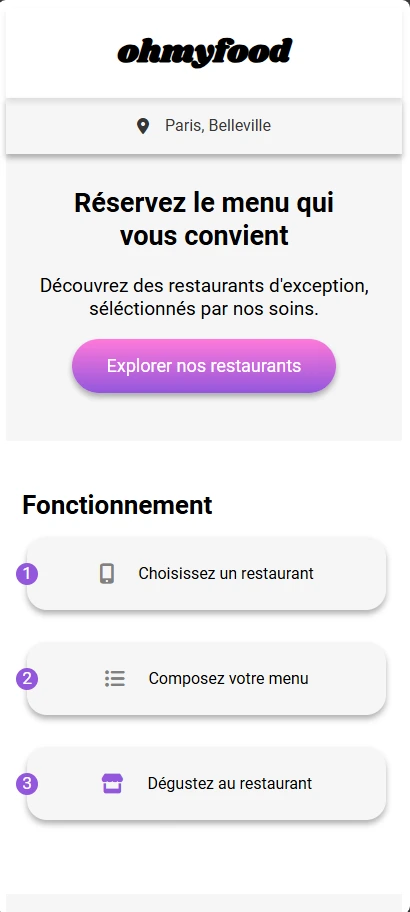 ohmyfood
Paris, Belleville
Réservez le menu qui
vous convient
Découvrez des restaurants d'exception,
séléctionnés par nos soins.
Explorer nos restaurants
Fonctionnement
1 Choisissez un restaurant
2 Composez votre menu
3 Dégustez au restaurant